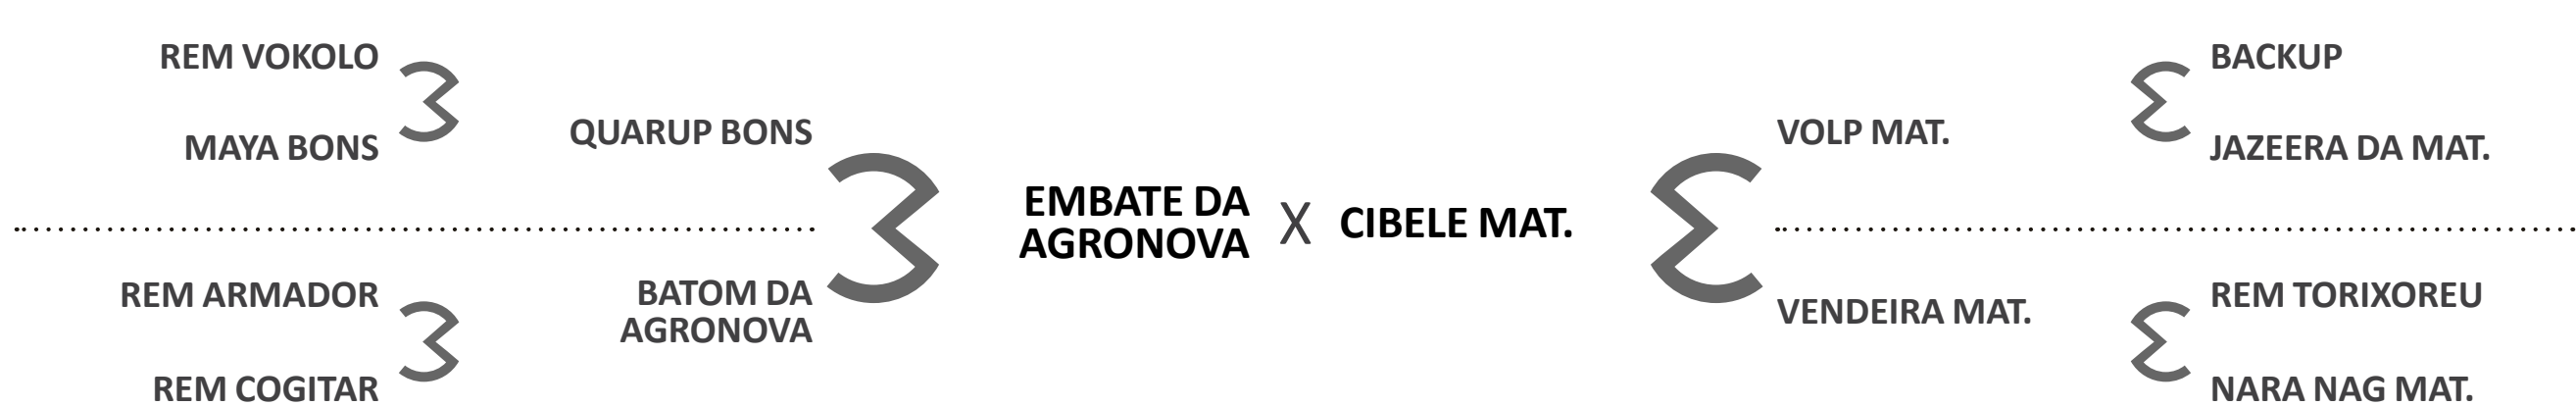 REM VOKOLO
MAYA BONS
QUARUP BONS
REM ARMADOR
REM COGITAR
BATOM DA
AGRONOVA
EMBATE DA
AGRONOVA
X
CIBELE MAT.
VOLP MAT.
VENDEIRA MAT.
BACKUP
JAZEERA DA MAT.
REM TORIXOREU
NARA NAG MAT.